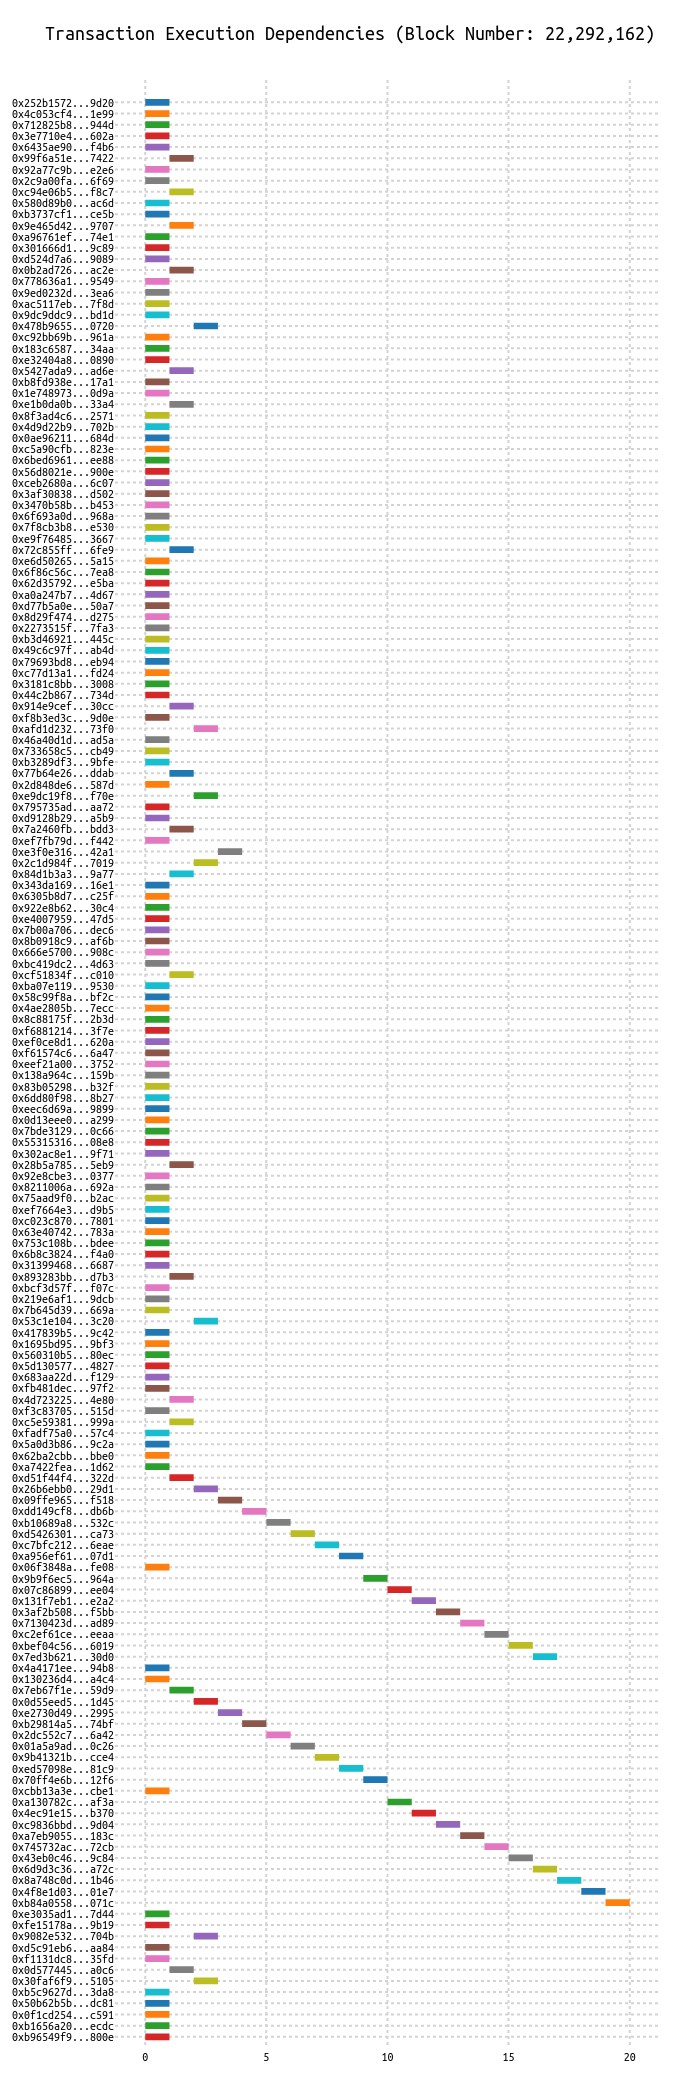 Transaction Execution Dependencies (Block Number: 22,292,162)
0x252b1572...9d20
0x4c053cf4...1e99
0x712825b8...944d
0x3e7710e4...602a
0x6435ae90...f4b6
0x99f6a51e...7422
0x92a77c9b...e2e6
0x2c9a00fa...6f69
0xc94e06b5...f8c7
0x580d89b0...ac6d
0xb3737cf1...ce5b
0x9e465d42...9707
0xa96761ef...74e1
0x301666d1...9c89
0xd524d7a6...9089
0x0b2ad726...ac2e
0x778636a1...9549
0x9ed0232d...3ea6
0xac5117eb...7f8d
0x9dc9ddc9...bd1d
0x478b9655...0720
0xc92bb69b...961a
0x183c6587...34aa
0xe32404a8...0890
0x5427ada9...ad6e
0xb8fd938e...17a1
0x1e748973...0d9a
0xe1b0da0b...33a4
0x8f3ad4c6...2571
0x4d9d22b9...702b
0x0ae96211...684d
0xc5a90cfb...823e
0x6bed6961...ee88
0x56d8021e...900e
0xceb2680a...6c07
0x3af30838...d502
0x3470b58b...b453
0x6f693a0d...968a
0x7f8cb3b8...e530
0xe9f76485...3667
0x72c855ff...6fe9
0xe6d50265...5a15
0x6f86c56c...7ea8
0x62d35792...e5ba
0xa0a247b7...4d67
0xd77b5a0e...50a7
0x8d29f474...d275
0x2273515f...7fa3
0xb3d46921...445c
0x49c6c97f...ab4d
0x79693bd8...eb94
0xc77d13a1...fd24
0x3181c8bb...3008
0x44c2b867...734d
0x914e9cef...30cc
0xf8b3ed3c...9d0e
0xafd1d232...73f0
0x46a40d1d...ad5a
0x733658c5...cb49
0xb3289df3...9bfe
0x77b64e26...ddab
0x2d848de6...587d
0xe9dc19f8...f70e
0x795735ad...aa72
0xd9128b29...a5b9
0x7a2460fb...bdd3
0xef7fb79d...f442
0xe3f0e316...42a1
0x2c1d984f...7019
0x84d1b3a3...9a77
0x343da169...16e1
0x6305b8d7...c25f
0x922e8b62...30c4
0xe4007959...47d5
0x7b00a706...dec6
0x8b0918c9...af6b
0x666e5700...908c
0xbc419dc2...4d63
0xcf51834f...c010
0xba07e119...9530
0x58c99f8a...bf2c
0x4ae2805b...7ecc
0x8c88175f...2b3d
0xf6881214...3f7e
0xef0ce8d1...620a
0xf61574c6...6a47
0xeef21a00...3752
0x138a964c...159b
0x83b05298...b32f
0x6dd80f98...8b27
0xeec6d69a...9899
0x0d13eee0...a299
0x7bde3129...0c66
0x55315316...08e8
0x302ac8e1...9f71
0x28b5a785...5eb9
0x92e8cbe3...0377
0x8211006a...692a
0x75aad9f0...b2ac
0xef7664e3...d9b5
0xc023c870...7801
0x63e40742...783a
0x753c108b...bdee
0x6b8c3824...f4a0
0x31399468...6687
0x893283bb...d7b3
0xbcf3d57f...f07c
0x219e6af1...9dcb
0x7b645d39...669a
0x53c1e104...3c20
0x417839b5...9c42
0x1695bd95...9bf3
0x560310b5...80ec
0x5d130577...4827
0x683aa22d...f129
0xfb481dec...97f2
0x4d723225...4e80
0xf3c83705...515d
0xc5e59381...999a
0xfadf75a0...57c4
0x5a0d3b86...9c2a
0x62ba2cbb...bbe0
0xa7422fea...1d62
0xd51f44f4...322d
0x26b6ebb0...29d1
0x09ffe965...f518
0xdd149cf8...db6b
0xb10689a8...532c
0xd5426301...ca73
0xc7bfc212...6eae
0xa956ef61...07d1
0x06f3848a...fe08
0x9b9f6ec5...964a
0x07c86899...ee04
0x131f7eb1...e2a2
0x3af2b508...f5bb
0x7130423d...ad89
0xc2ef61ce...eeaa
0xbef04c56...6019
0x7ed3b621...30d0
0x4a4171ee...94b8
0x130236d4...a4c4
0x7eb67f1e...59d9
0x0d55eed5...1d45
0xe2730d49...2995
0xb29814a5...74bf
0x2dc552c7...6a42
0x01a5a9ad...0c26
0x9b41321b...cce4
0xed57098e...81c9
0x70ff4e6b...12f6
0xcbb13a3e...cbe1
0xa130782c...af3a
0x4ec91e15...b370
0xc9836bbd...9d04
0xa7eb9055...183c
0x745732ac...72cb
0x43eb0c46...9c84
0x6d9d3c36...a72c
0x8a748c0d...1b46
0x4f8e1d03...01e7
0xb84a0558...071c
0xe3035ad1...7d44
0xfe15178a...9b19
0x9082e532...704b
0xd5c91eb6...aa84
0xf1131dc8...35fd
0x0d577445...a0c6
0x30faf6f9...5105
0xb5c9627d...3da8
0x50b62b5b...dc81
0x0f1cd254...c591
0xb1656a20...ecdc
0xb96549f9...800e
0 5 10 15 20